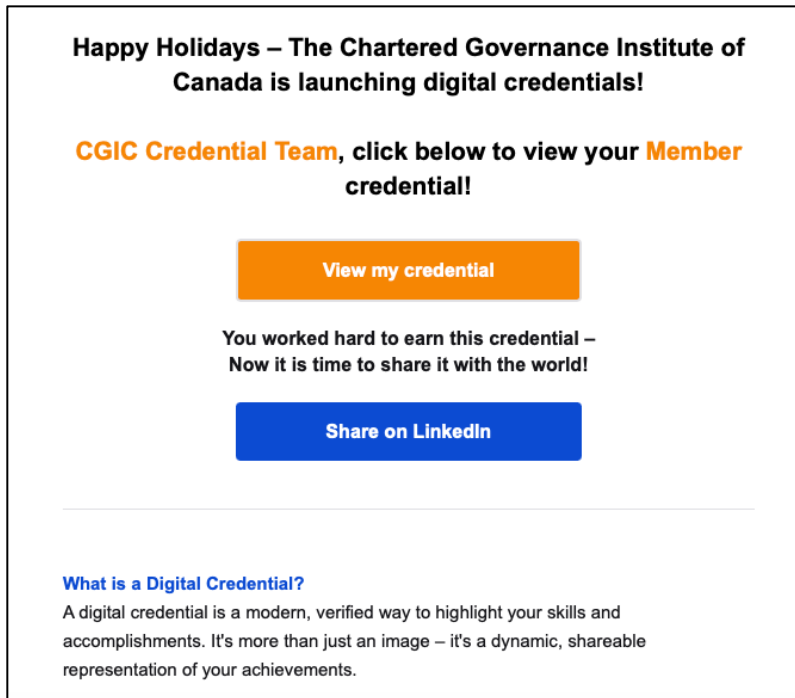 Happy Holidays – The Chartered Governance Institute of
Canada is launching digital credentials!
CGIC Credential Team, click below to view your Member
credential!
View my credential
You worked hard to earn this credential –
Now it is time to share it with the world!
Share on LinkedIn
What is a Digital Credential?
A digital credential is a modern, verified way to highlight your skills and
accomplishments. It's more than just an image – it's a dynamic, shareable
representation of your achievements.